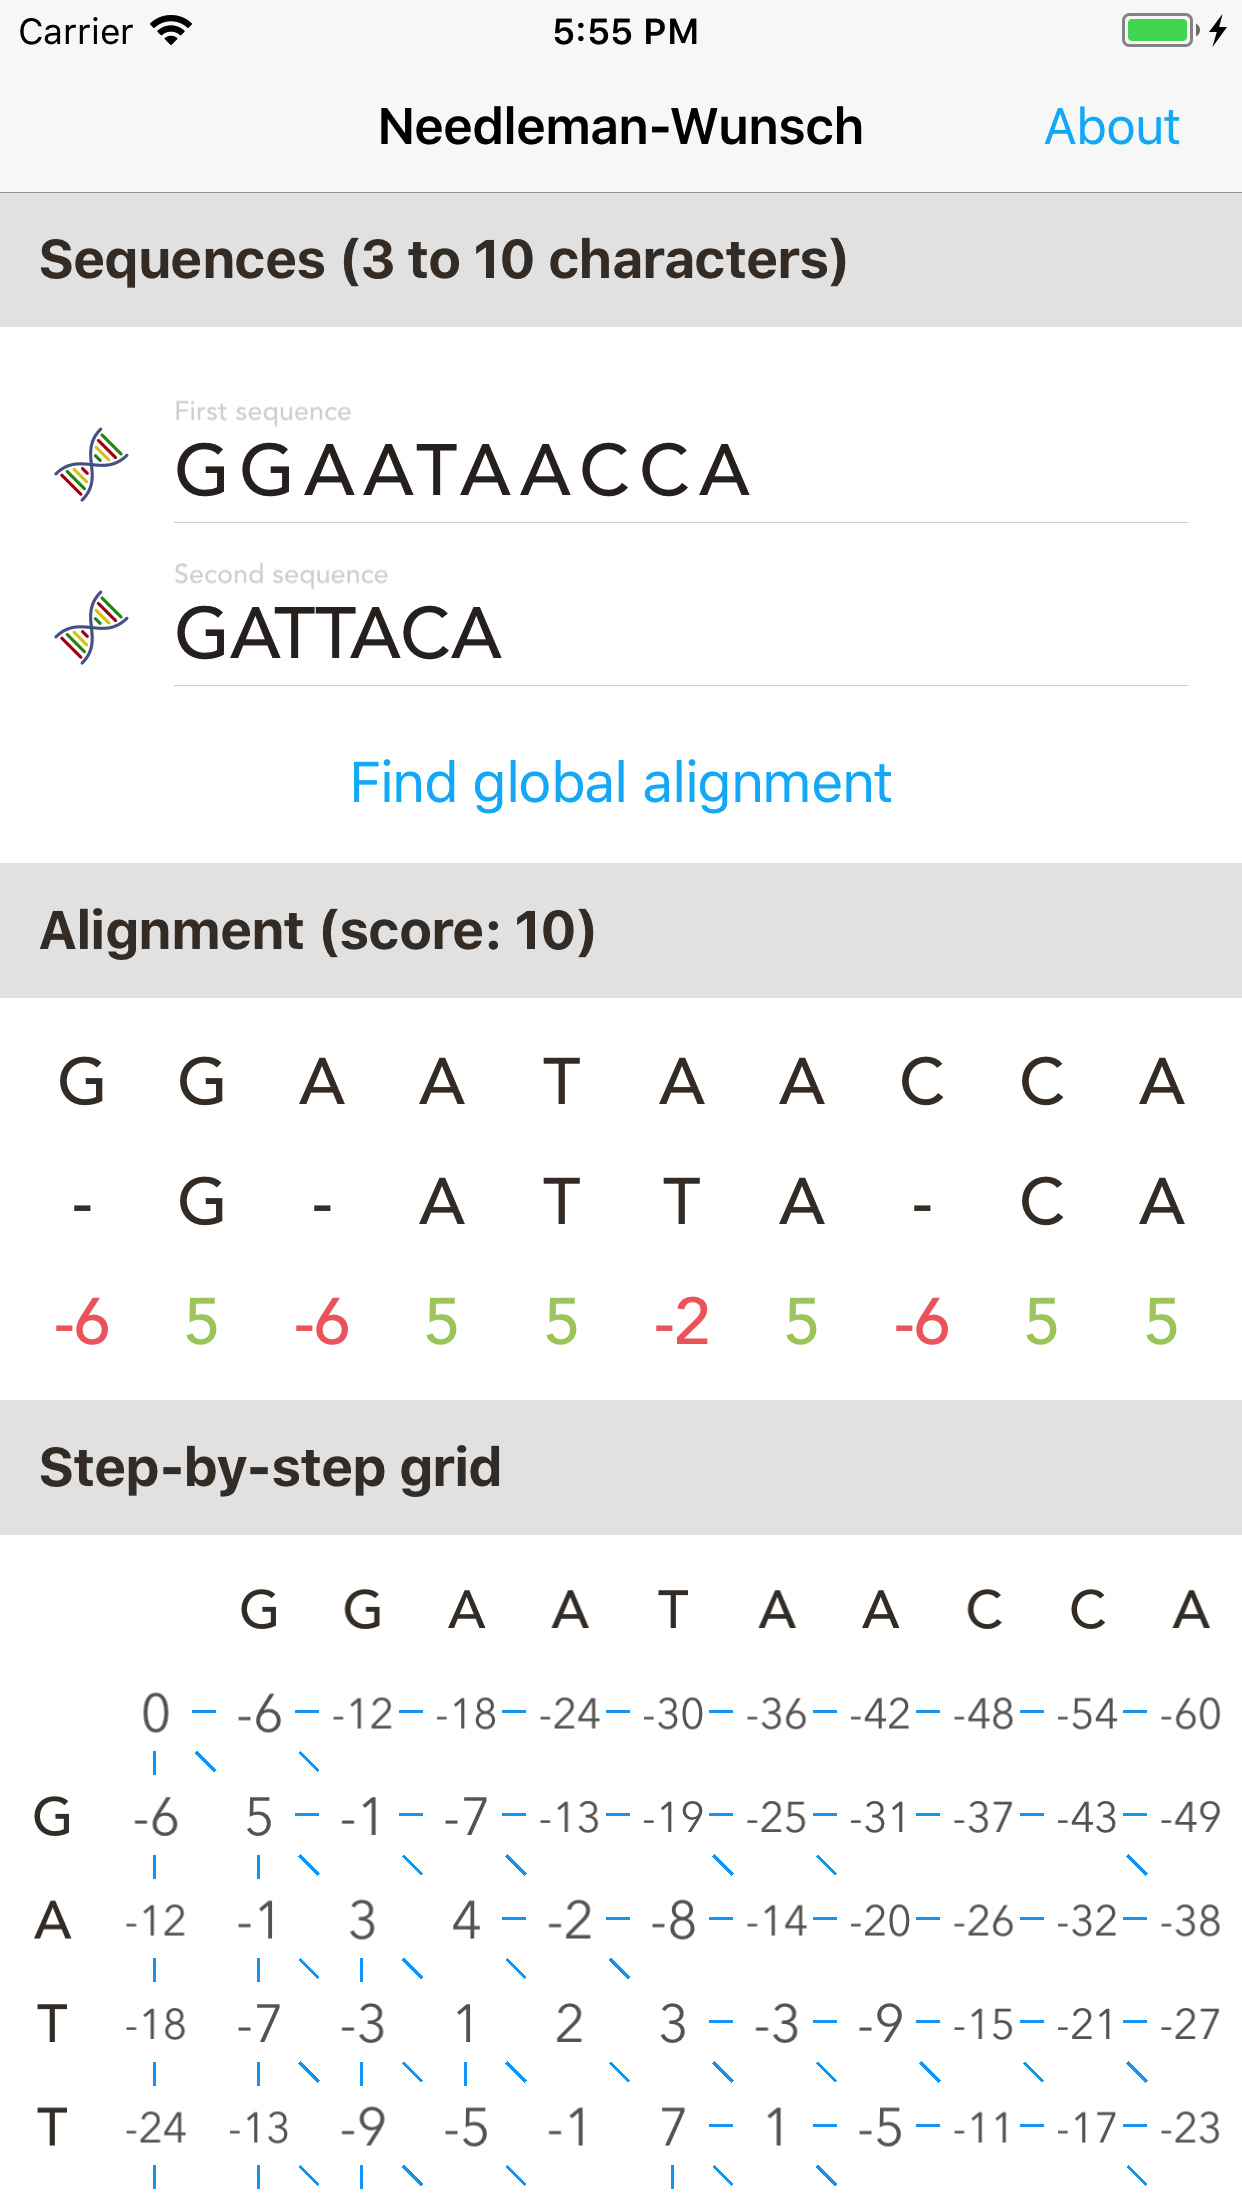 Carrier 5:55 PM
Needleman-Wunsch About
Sequences (3 to 10 characters)
First sequence
GGAATAACCA
Second sequence
GATTACA
Find global alignment
Alignment (score: 10)
G G A A T A A C C A
- G - A T T A - C A
-6 5 -6 5 5 -2 5 -6 5 5
Step-by-step grid
G G A A T A A C C A
0 -6 -12 -18 -24 -30 -36 -42 -48 -54 -60
G -6 5 -1 -7 -13 -19 -25 -31 -37 -43 -49
A -12 -1 3 4 -2 -8 -14 -20 -26 -32 -38
T -18 -7 -3 1 2 3 -3 -9 -15 -21 -27
T -24 -13 -9 -5 -1 7 1 -5 -11 -17 -23